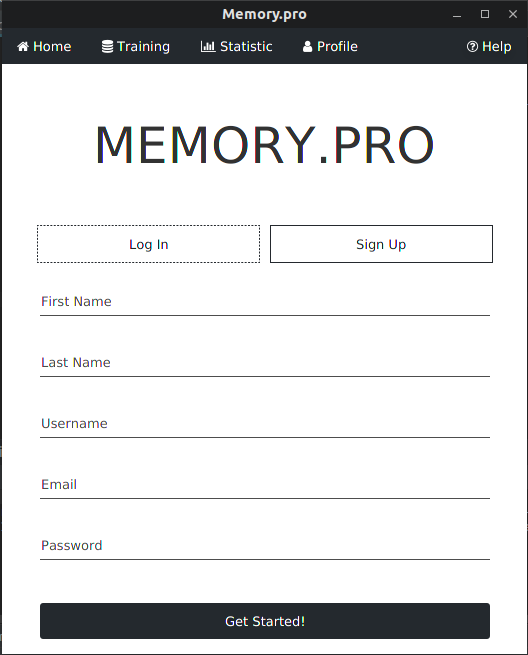 Memory.pro
Home Training Statistic Profile Help
MEMORY.PRO
Log In Sign Up
First Name
Last Name
Username
Email
Password
Get Started!